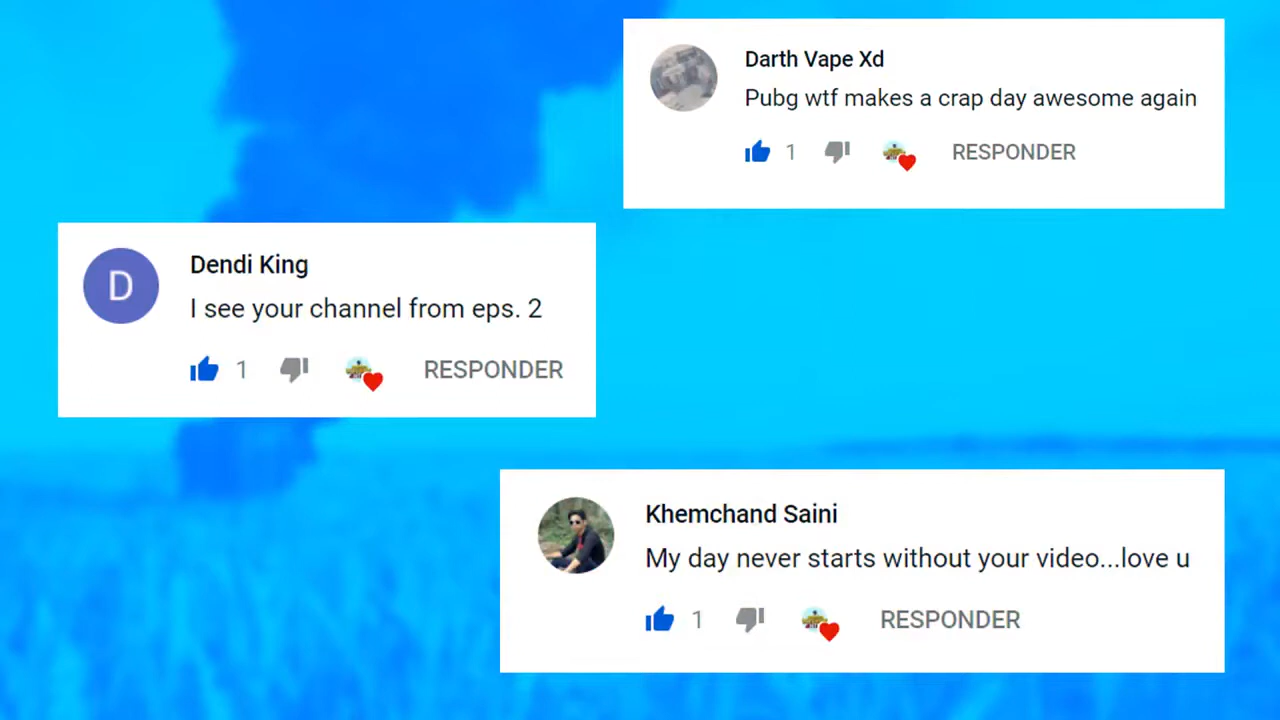 Darth Vape Xd
Pubg wtf makes a crap day awesome again
1 RESPONDER
D
Dendi King
I see your channel from eps. 2
1 RESPONDER
Khemchand Saini
My day never starts without your video...love u
1 RESPONDER